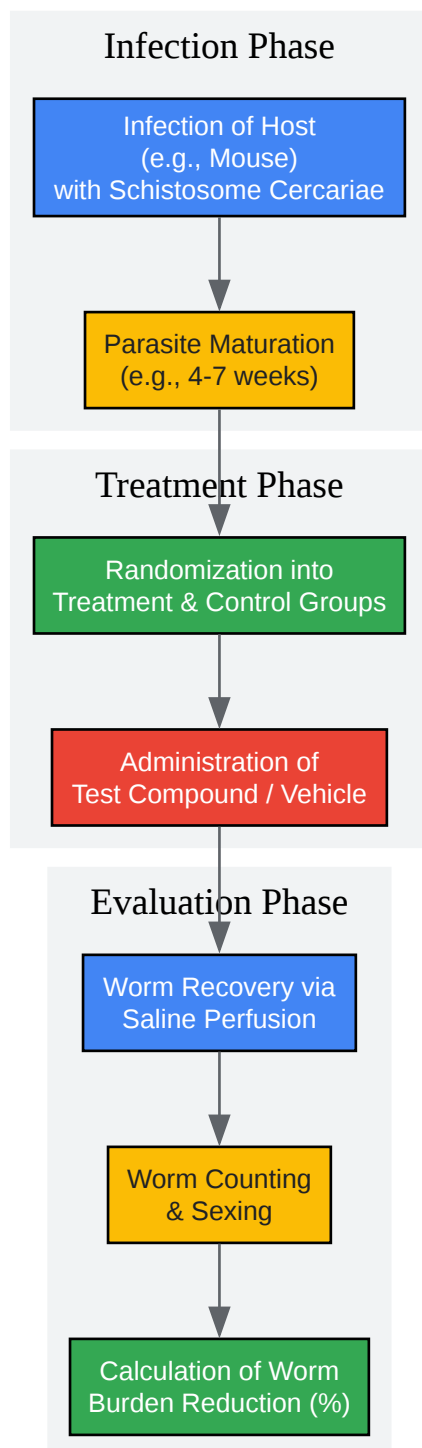 Infection Phase
Infection of Host
(e.g., Mouse)
with Schistosome Cercariae
Parasite Maturation
(e.g., 4-7 weeks)
Treatment Phase
Randomization into
Treatment & Control Groups
Administration of
Test Compound / Vehicle
Evaluation Phase
Worm Recovery via
Saline Perfusion
Worm Counting
& Sexing
Calculation of Worm
Burden Reduction (%)